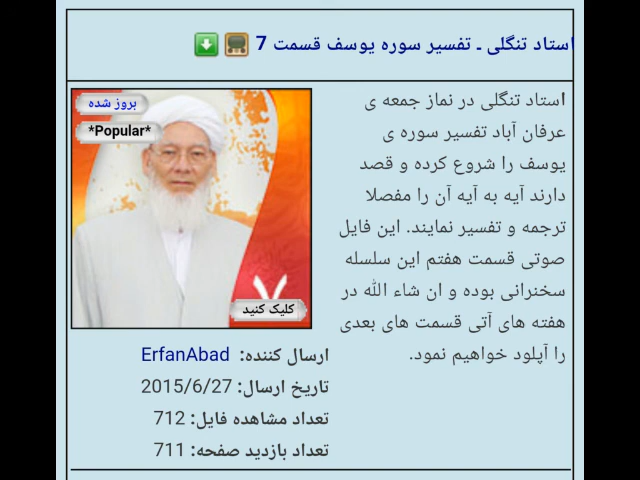 استاد تنگلی ـ تفسیر سوره یوسف قسمت 7
بروز شده
*Popular*
۷
کلیک کنید
استاد تنگلی در نماز جمعه ی
عرفان آباد تفسیر سوره ی
یوسف را شروع کرده و قصد
دارند آیه به آیه آن را مفصلا
ترجمه و تفسیر نمایند. این فایل
صوتی قسمت هفتم این سلسله
سخنرانی بوده و ان شاء الله در
هفته های آتی قسمت های بعدی
را آپلود خواهیم نمود.
ارسال کننده: ErfanAbad
تاریخ ارسال: 2015/6/27
تعداد مشاهده فایل: 712
تعداد بازدید صفحه: 711